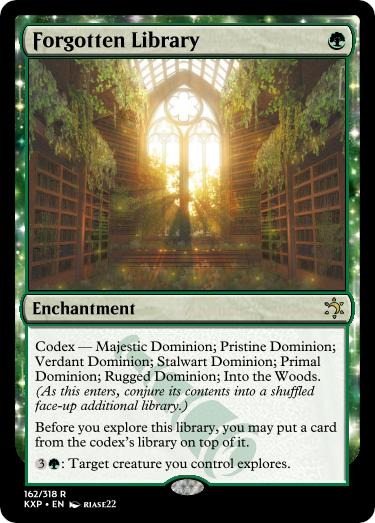 Forgotten Library
Enchantment
Codex — Majestic Dominion; Pristine Dominion;
Verdant Dominion; Stalwart Dominion; Primal
Dominion; Rugged Dominion; Into the Woods.
(As this enters, conjure its contents into a shuffled
face-up additional library.)
Before you explore this library, you may put a card
from the codex's library on top of it.
3: Target creature you control explores.
162/318 R
KXP • EN RIASE22